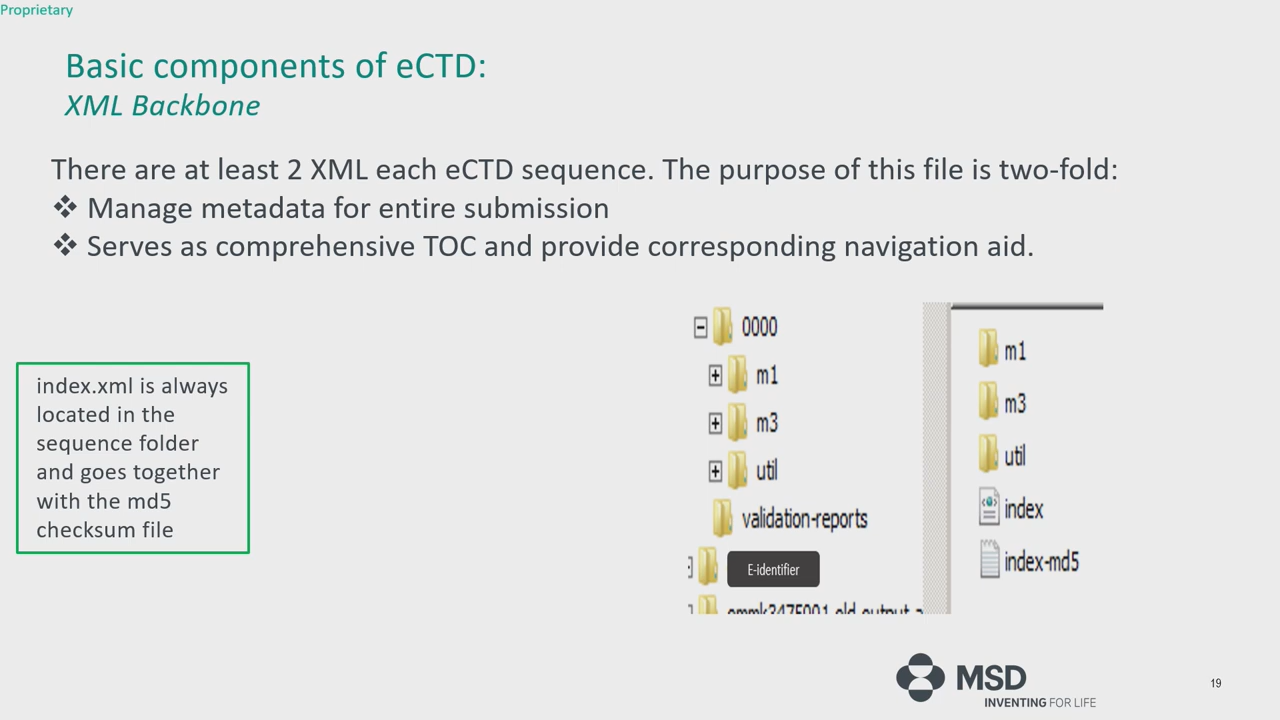 Proprietary
Basic components of eCTD:
XML Backbone
There are at least 2 XML each eCTD sequence. The purpose of this file is two-fold:
❖ Manage metadata for entire submission
❖ Serves as comprehensive TOC and provide corresponding navigation aid.
index.xml is always
located in the
sequence folder
and goes together
with the md5
checksum file
0000
m1
m3
util
validation-reports
E-identifier
m1
m3
util
index
index-md5
MSD
INVENTING FOR LIFE
19